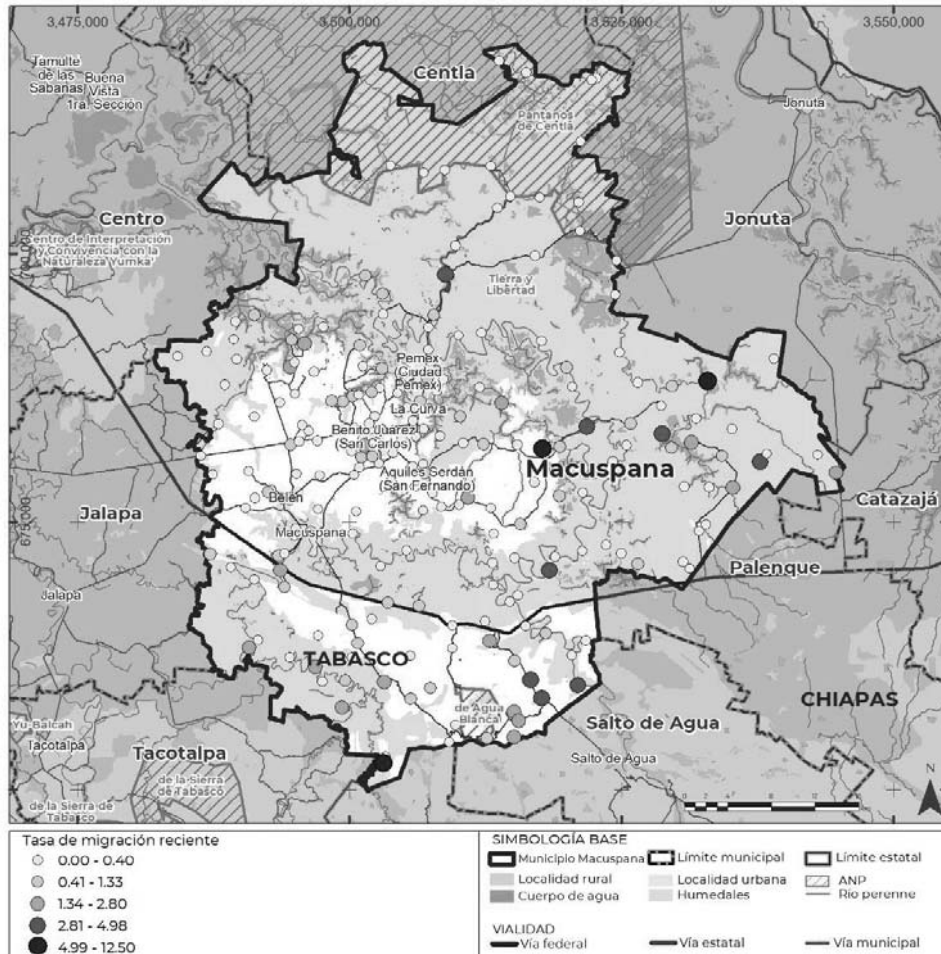 3,475,000
3,500,000
3,525,000
3,550,000
Tamulte
de las
Sabanas
Buena
Vista
1ra. Sección
Centla
Pantanos
de Centla
Jonuta
Centro
Centro de Interpretación
y Convivencia con la
Naturaleza Yumka'
Jonuta
Tierra y
Libertad
Pemex
(Ciudad
Pemex)
La Curva
Benito Juárez
(San Carlos)
Macuspana
Aquiles Serdán
(San Fernando)
Belén
Macuspana
675,000
Jalapa
Catazajá
Palenque
Jalapa
TABASCO
CHIAPAS
de Agua
Blanca
Salto de Agua
Yu-Balcah
Tacotalpa
Tacotalpa
Salto de Agua
de la Sierra
de Tabasco
de la Sierra de
Tabasco
N
Tasa de migración reciente
0.00 - 0.40
0.41 - 1.33
1.34 - 2.80
2.81 - 4.98
4.99 - 12.50
SIMBOLOGÍA BASE
Municipio Macuspana
Límite municipal
Límite estatal
Localidad rural
Localidad urbana
ANP
Cuerpo de agua
Humedales
Río perenne
VIALIDAD
Vía federal
Vía estatal
Vía municipal